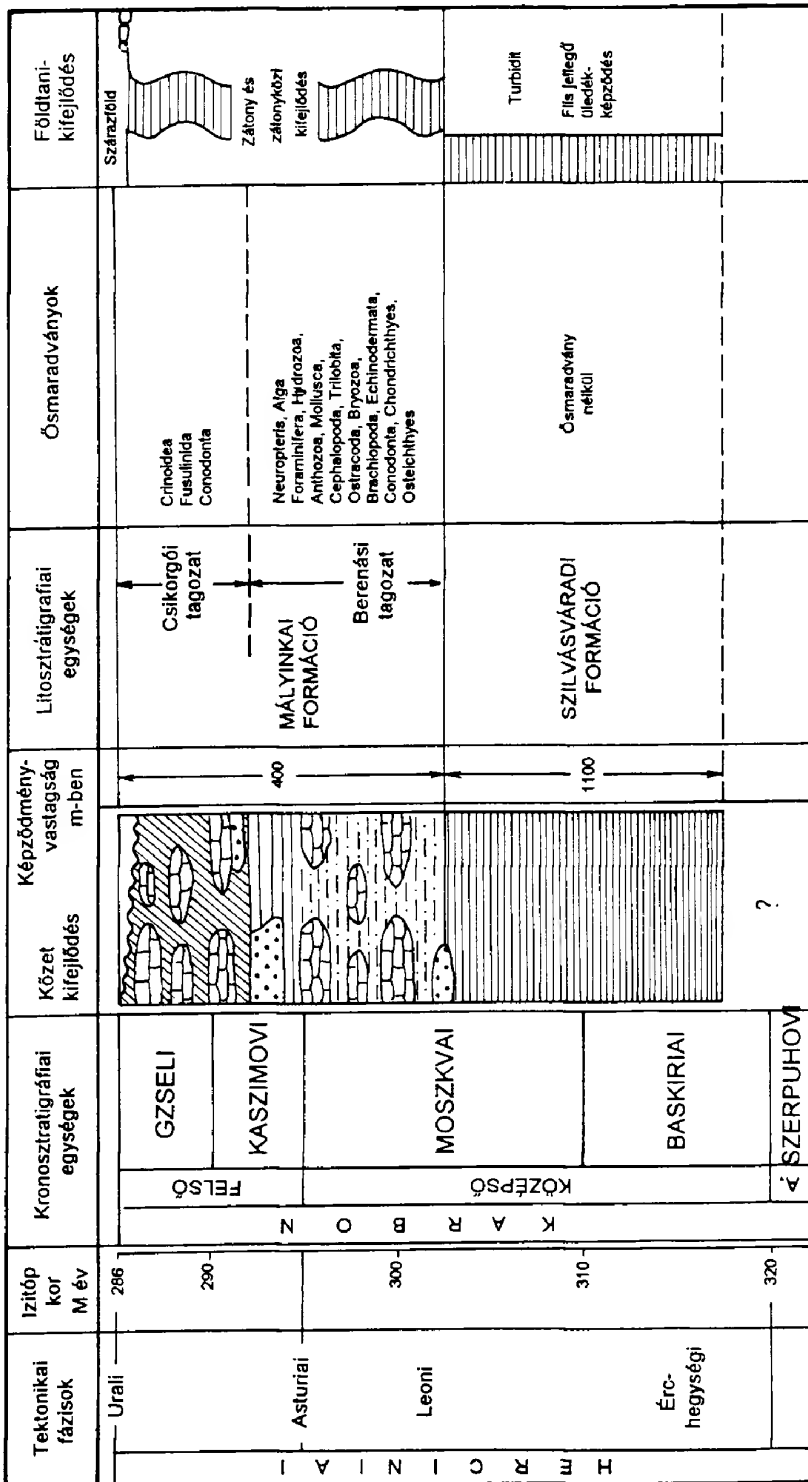 Tektonikai
fázisok
Izitóp
kor
M év
Kronosztratigráfiai
egységek
Kőzet
kifejlődés
Képződmény-
vastagság
m-ben
Litosztrátigrafiai
egységek
Ősmaradványok
Földtani-
kifejlődés
HERCINIAI
Urali
Asturiai
Leoni
Érc-
hegységi
286
290
300
310
320
KARBON
FELSŐ
KÖZÉPSŐ
A.
GZSELI
KASZIMOVI
MOSZKVAI
BASKIRIAI
SZERPUHOVI
?
400
1100
Csikorgói
tagozat
MÁLYINKAI
FORMÁCIÓ
Berenási
tagozat
SZILVÁSVÁRADI
FORMÁCIÓ
Crinoidea
Fusulinida
Conodonta
Neuropteris, Alga
Foraminifera, Hydrozoa,
Anthozoa, Mollusca,
Cephalopoda, Trilobita,
Ostracoda, Bryozoa,
Brachiopoda, Echinodermata,
Conodonta, Chondrichthyes,
Osteichthyes
Ősmaradvány
nélkül
Szárazföld
Zátony és
zátonyközi
kifejlődés
Turbidit
Flis jellegű
üledék-
képződés